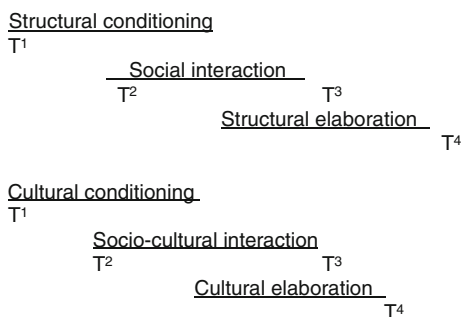 Structural conditioning
T¹
Social interaction
T² T³
Structural elaboration
T⁴
Cultural conditioning
T¹
Socio-cultural interaction
T² T³
Cultural elaboration
T⁴